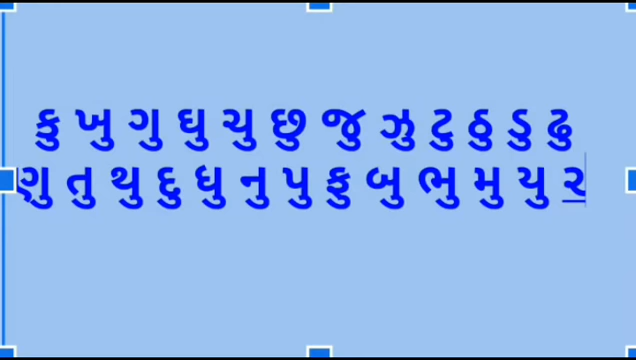 કુ ખુ ગુ ઘુ ચુ છુ જુ ઝુ ટુ ઠુ ડુ ઢુ
ણુ તુ થુ દુ ધુ નુ પુ ફુ બુ ભુ મુ યુ ર